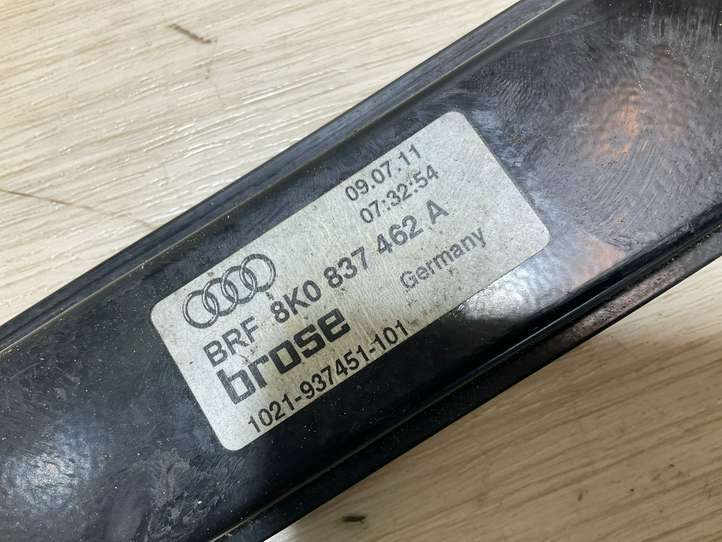 09.07.11
07:32:54
BRF 8K0 837 462 A
brose Germany
1021-937451-101